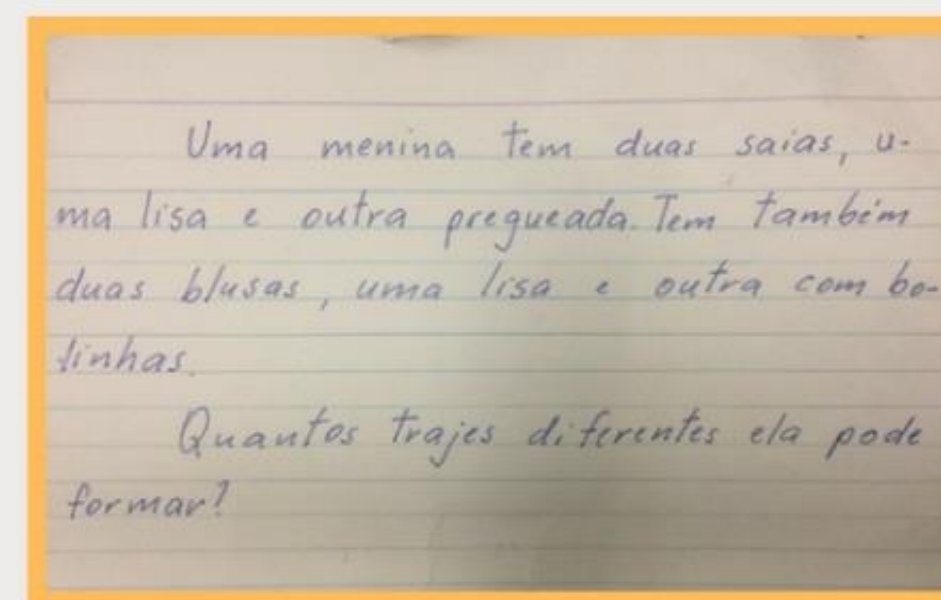 Uma menina tem duas saias, u-
ma lisa e outra pregueada. Tem também
duas blusas, uma lisa e outra com bo-
linhas.
Quantos trajes diferentes ela pode
formar?